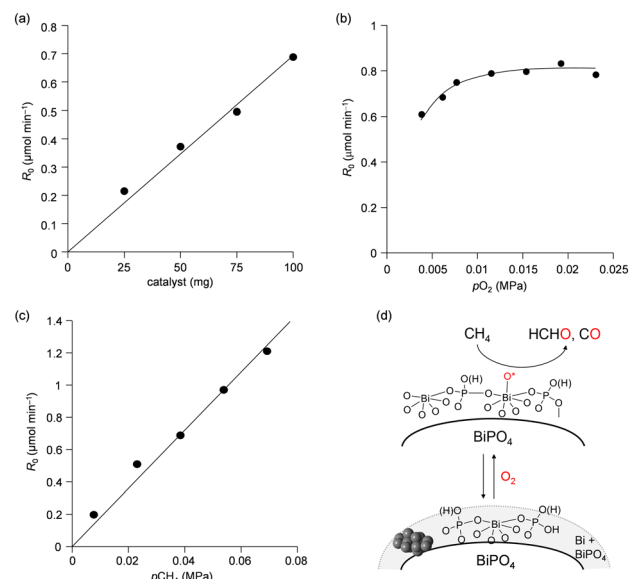 (a)
0.8
0.7
0.6
0.5
0.4
0.3
0.2
0.1
0
0 25 50 75 100
R₀ (μmol min⁻¹)
catalyst (mg)
(b)
1
0.8
0.6
0.4
0.2
0
0 0.005 0.01 0.015 0.02 0.025
R₀ (μmol min⁻¹)
pO₂ (MPa)
(c)
1.4
1.2
1
0.8
0.6
0.4
0.2
0
0 0.02 0.04 0.06 0.08
R₀ (μmol min⁻¹)
pCH₄ (MPa)
(d)
CH₄ HCHO, CO
O(H) O* O(H)
O Bi O P O Bi O P
O O O O O O O O O O
BiPO₄
O₂
(H)O O O O(H)
P Bi P
(H)O O O O O O OH
Bi +
BiPO₄
BiPO₄